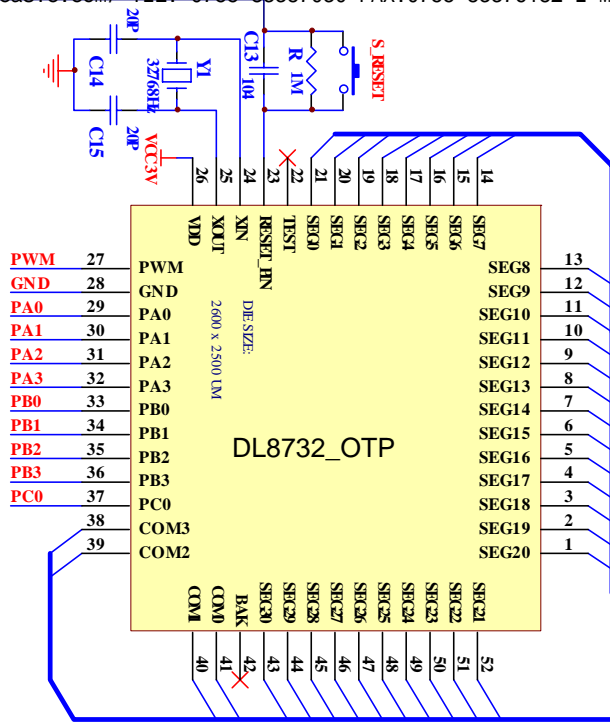 20P
C14
C15
20P
Y1
32768Hz
C13
104
R 1M
S_RESET
VCC3V
26
25
24
23
22
21
20
19
18
17
16
15
14
VDD
XOUT
XIN
RESET_PIN
TEST
SEG0
SEG1
SEG2
SEG3
SEG4
SEG5
SEG6
SEG7
PWM 27 PWM
GND 28 GND
PA0 29 PA0
PA1 30 PA1
PA2 31 PA2
PA3 32 PA3
PB0 33 PB0
PB1 34 PB1
PB2 35 PB2
PB3 36 PB3
PC0 37 PC0
38 COM3
39 COM2
DIE SIZE:
2600 x 2500 UM
DL8732_OTP
SEG8 13
SEG9 12
SEG10 11
SEG11 10
SEG12 9
SEG13 8
SEG14 7
SEG15 6
SEG16 5
SEG17 4
SEG18 3
SEG19 2
SEG20 1
COM1
COM0
BAK
SEG30
SEG29
SEG28
SEG27
SEG26
SEG25
SEG24
SEG23
SEG22
SEG21
40
41
42
43
44
45
46
47
48
49
50
51
52